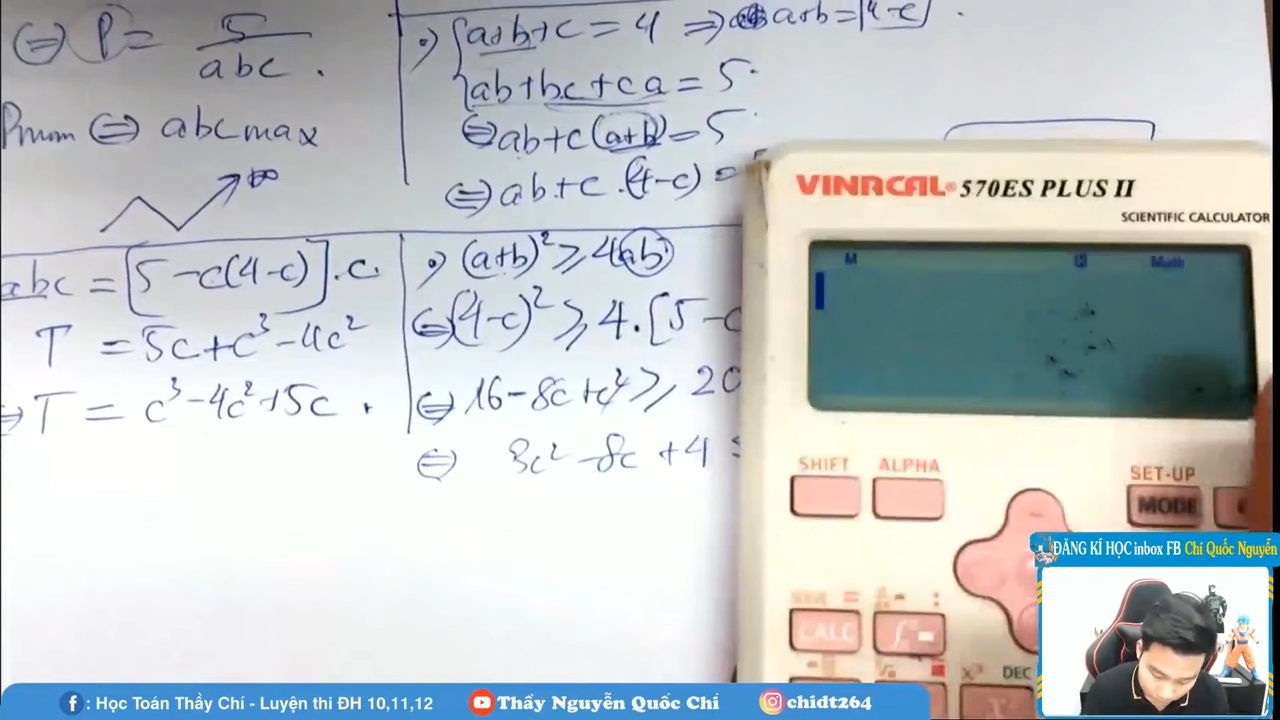 ⇔ P = 5/abc.
Pmin ⇔ abc max
+∞
abc = [5 - c(4-c)].c.
T = 5c + c³ - 4c²
⇔ T = c³ - 4c² + 5c.
•) { a+b+c = 4 ⇒ a+b = 4-c.
ab+bc+ca = 5.
⇔ ab+c(a+b) = 5
⇔ ab+c.(4-c) =
•) (a+b)² ≥ 4(ab)
⇔ (4-c)² ≥ 4.[5-c
⇔ 16-8c+c² ≥ 20
⇔ 3c² - 8c + 4 ≤
VINACAL 570ES PLUS II
SCIENTIFIC CALCULATOR
M D Math
SHIFT ALPHA
SET-UP
MODE
SOLVE =
CALC
DEC
ĐĂNG KÍ HỌC inbox FB Chí Quốc Nguyễn
: Học Toán Thầy Chí - Luyện thi ĐH 10,11,12
Thầy Nguyễn Quốc Chí
chidt264